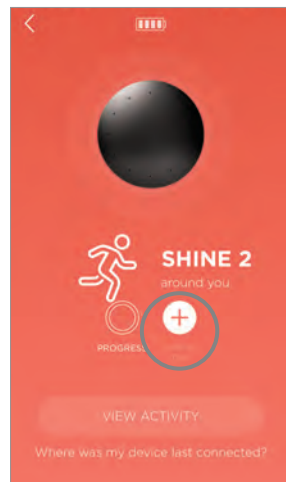 SHINE 2
around you
PROGRESS
VIEW ACTIVITY
Where was my device last connected?